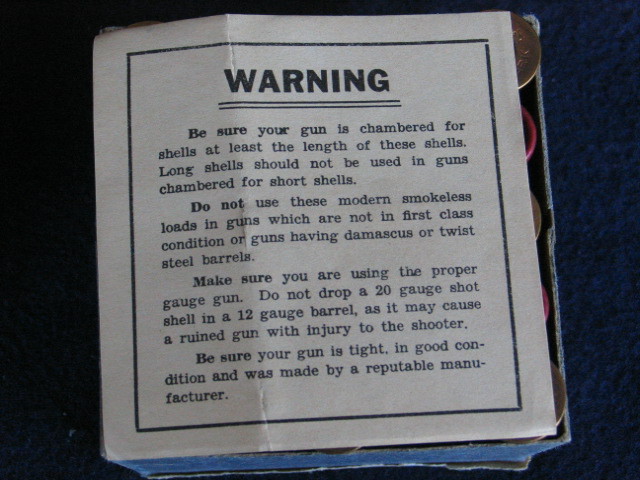 WARNING
Be sure your gun is chambered for
shells at least the length of these shells.
Long shells should not be used in guns
chambered for short shells.
Do not use these modern smokeless
loads in guns which are not in first class
condition or guns having damascus or twist
steel barrels.
Make sure you are using the proper
gauge gun. Do not drop a 20 gauge shot
shell in a 12 gauge barrel, as it may cause
a ruined gun with injury to the shooter.
Be sure your gun is tight, in good con-
dition and was made by a reputable manu-
facturer.